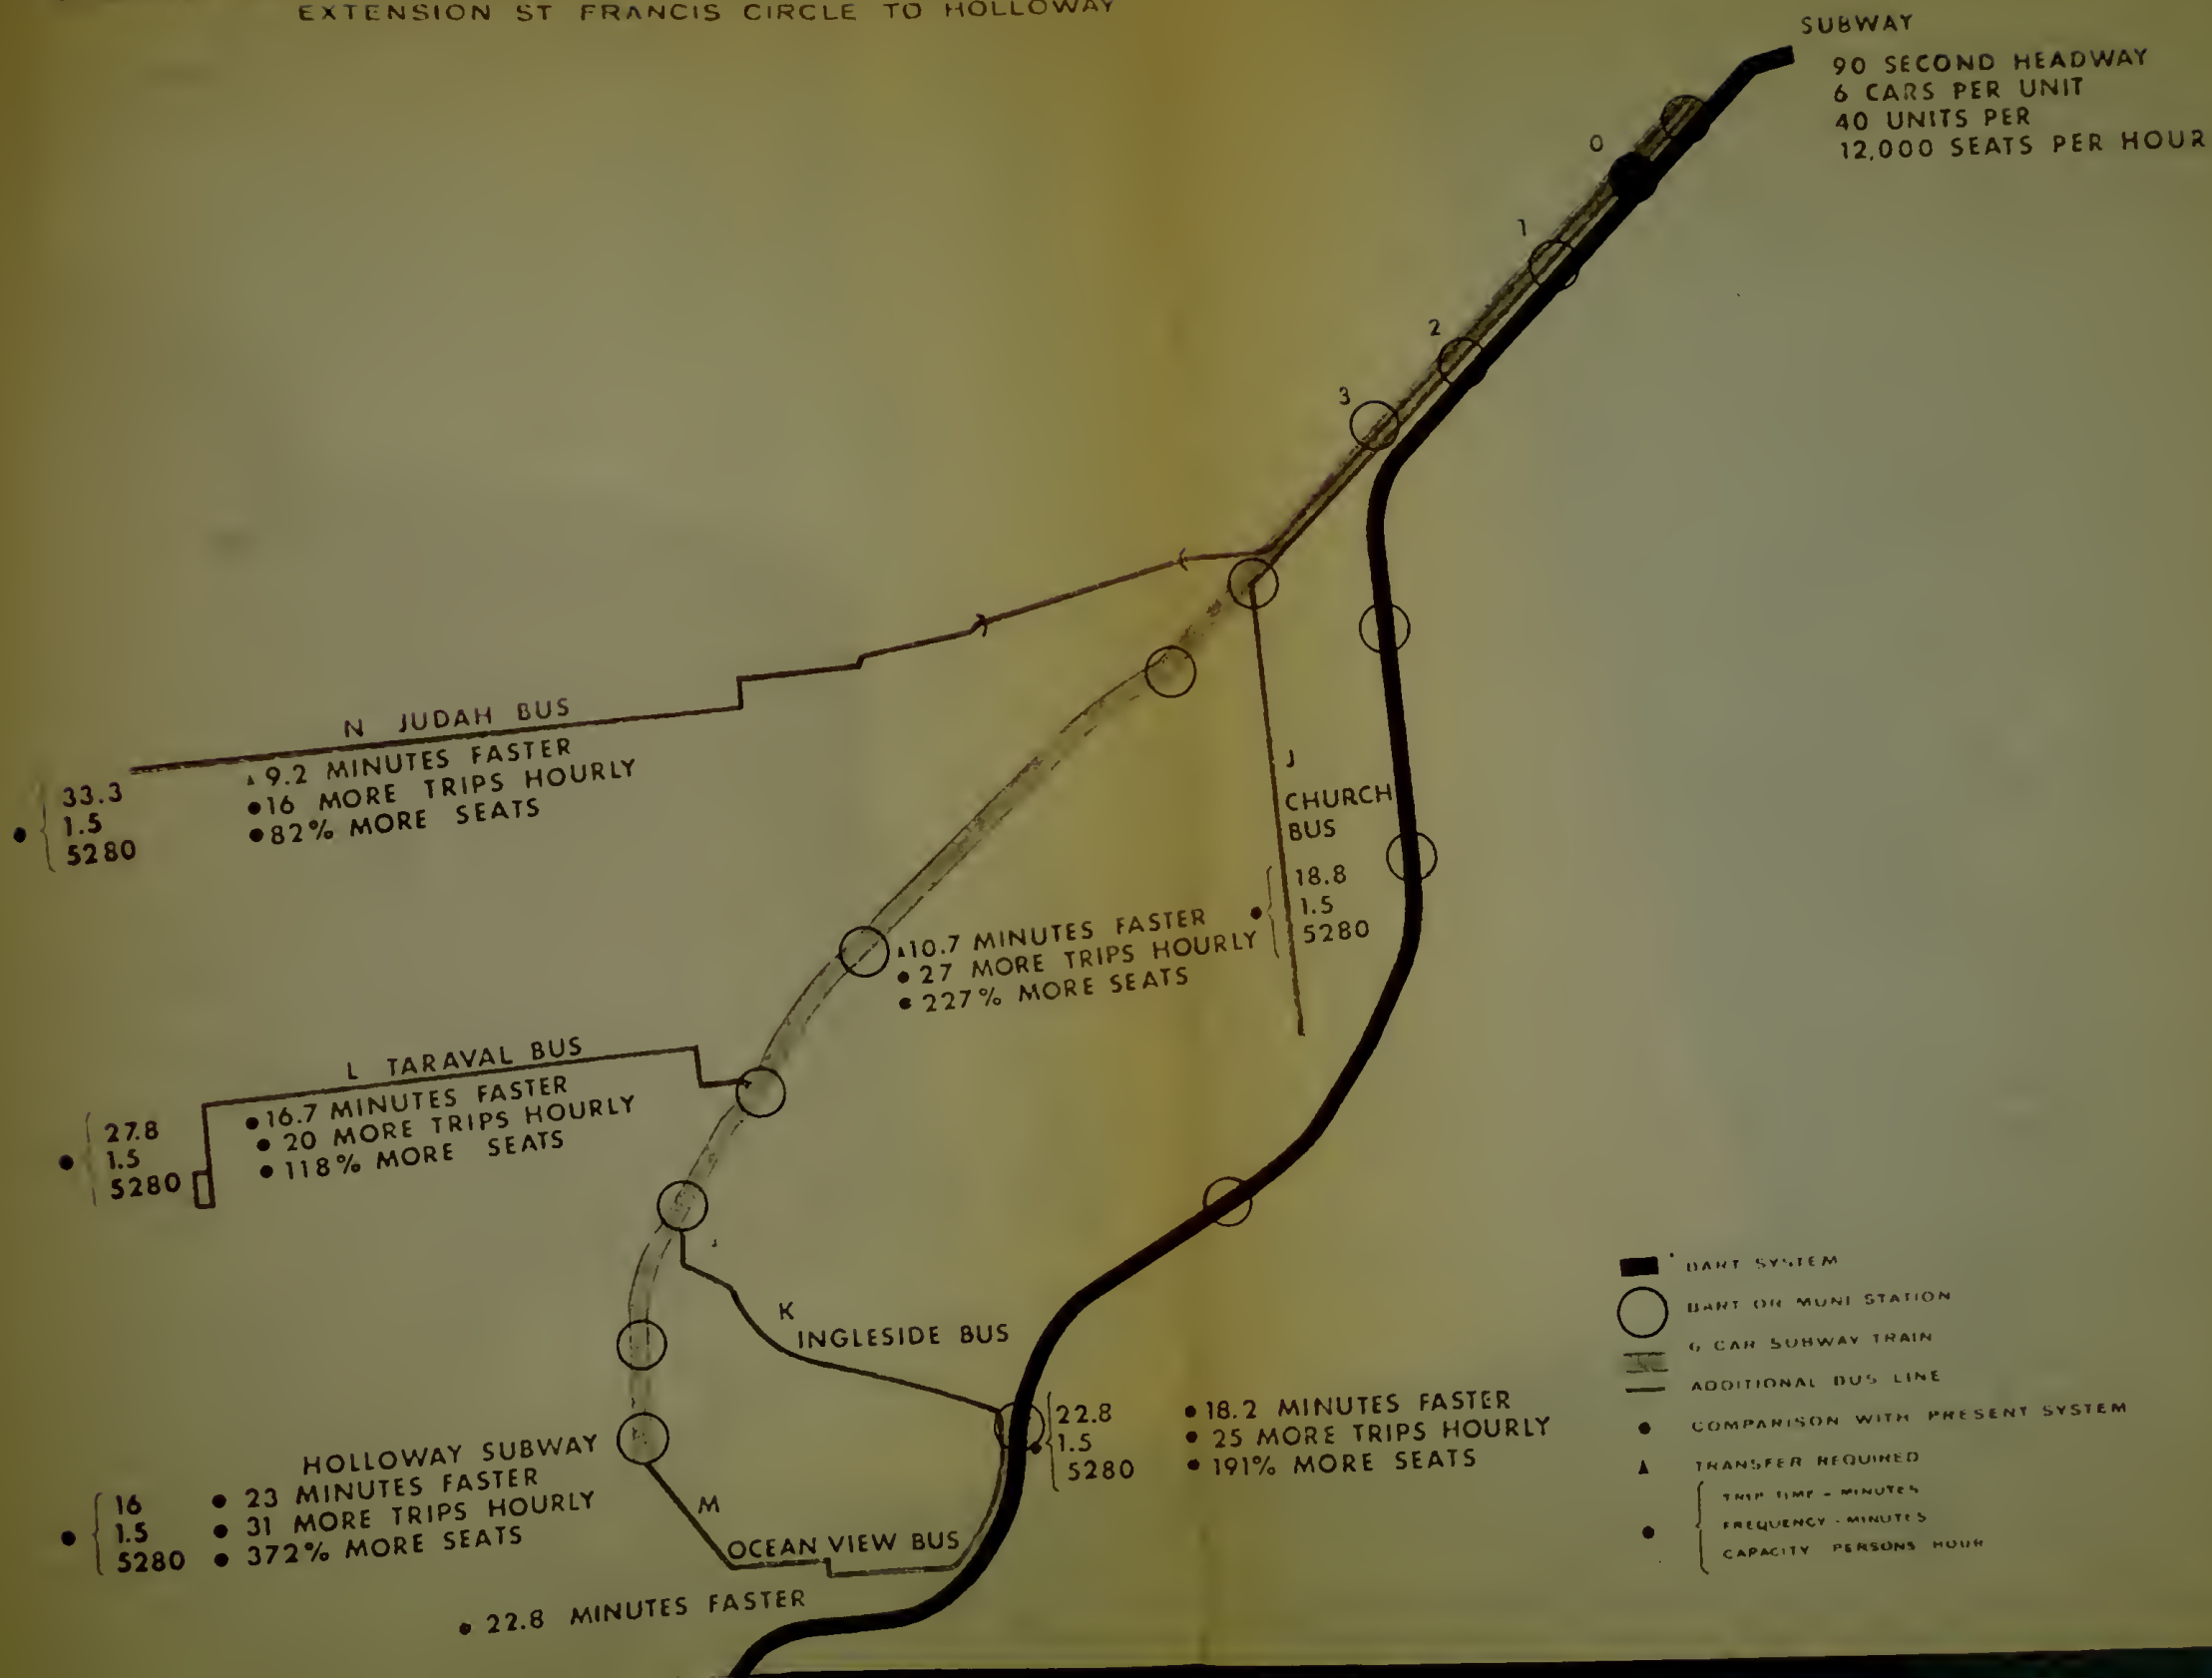 EXTENSION ST FRANCIS CIRCLE TO HOLLOWAY
SUBWAY
90 SECOND HEADWAY
6 CARS PER UNIT
40 UNITS PER
12,000 SEATS PER HOUR
0
1
2
3
N JUDAH BUS
▲ 9.2 MINUTES FASTER
● 16 MORE TRIPS HOURLY
● 82% MORE SEATS
33.3
1.5
5280
J
CHURCH
BUS
18.8
1.5
5280
▲ 10.7 MINUTES FASTER
● 27 MORE TRIPS HOURLY
● 227% MORE SEATS
L TARAVAL BUS
● 16.7 MINUTES FASTER
● 20 MORE TRIPS HOURLY
● 118% MORE SEATS
27.8
1.5
5280
K
INGLESIDE BUS
22.8
1.5
5280
● 18.2 MINUTES FASTER
● 25 MORE TRIPS HOURLY
● 191% MORE SEATS
HOLLOWAY SUBWAY
● 23 MINUTES FASTER
● 31 MORE TRIPS HOURLY
● 372% MORE SEATS
16
1.5
5280
M
OCEAN VIEW BUS
● 22.8 MINUTES FASTER
BART SYSTEM
BART OR MUNI STATION
6 CAR SUBWAY TRAIN
ADDITIONAL BUS LINE
COMPARISON WITH PRESENT SYSTEM
TRANSFER REQUIRED
TRIP TIME - MINUTES
FREQUENCY - MINUTES
CAPACITY PERSONS HOUR